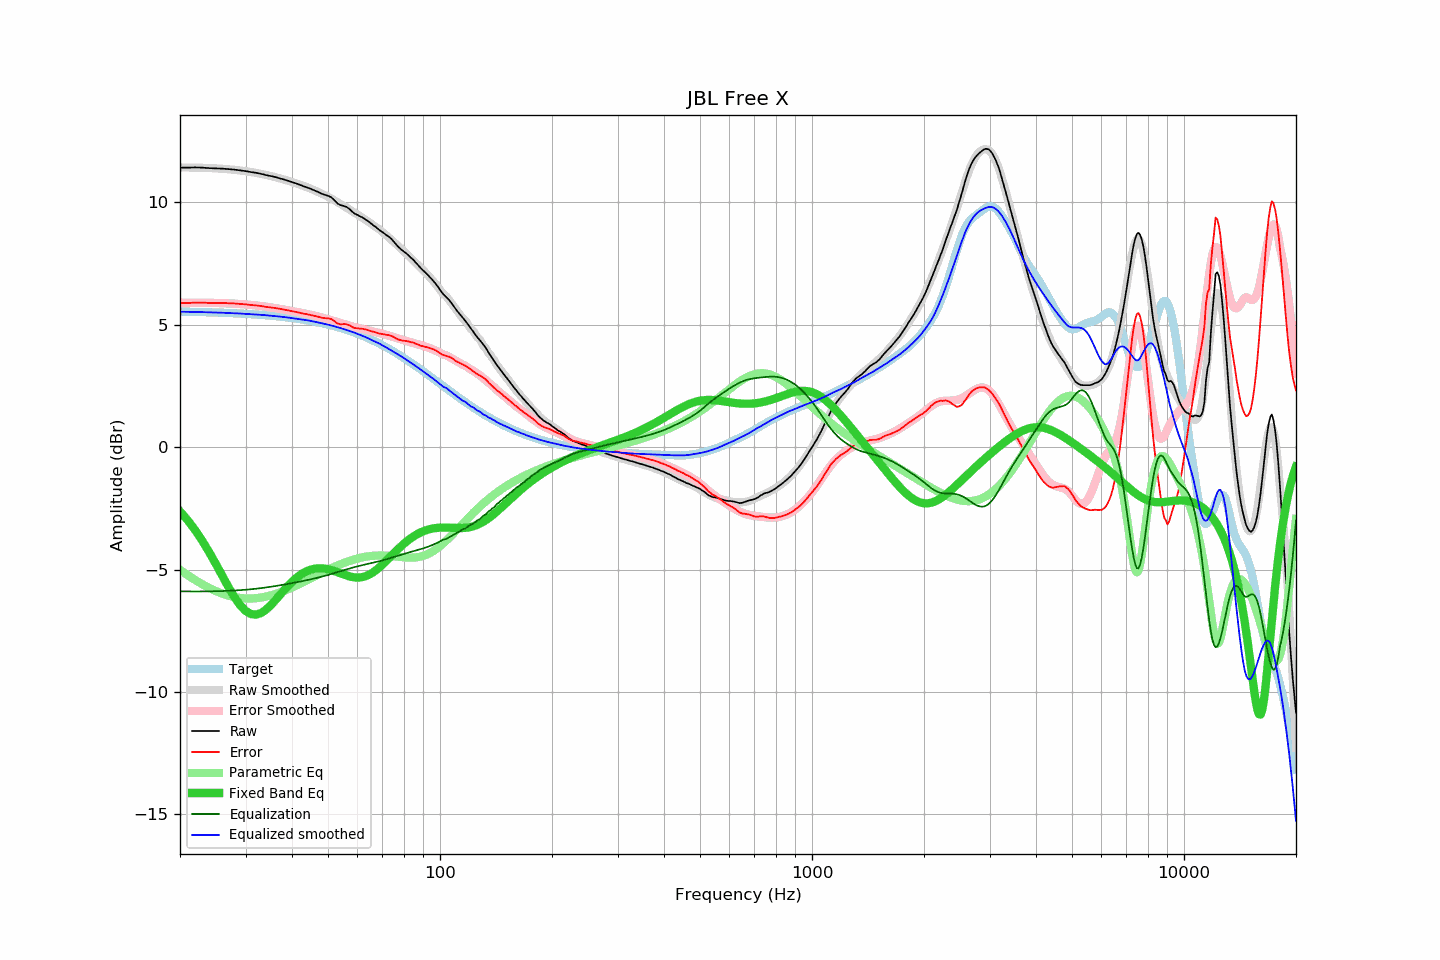 JBL Free X
Amplitude (dBr)
10
5
0
−5
−10
−15
Target
Raw Smoothed
Error Smoothed
Raw
Error
Parametric Eq
Fixed Band Eq
Equalization
Equalized smoothed
100 1000 10000
Frequency (Hz)